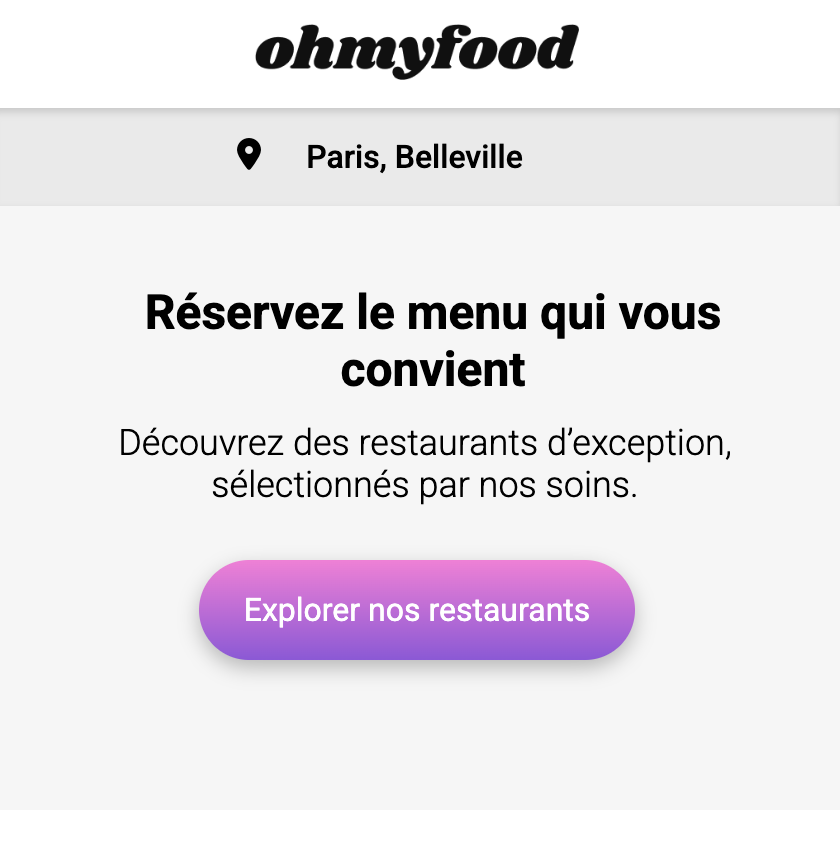 ohmyfood
Paris, Belleville
Réservez le menu qui vous
convient
Découvrez des restaurants d’exception,
sélectionnés par nos soins.
Explorer nos restaurants